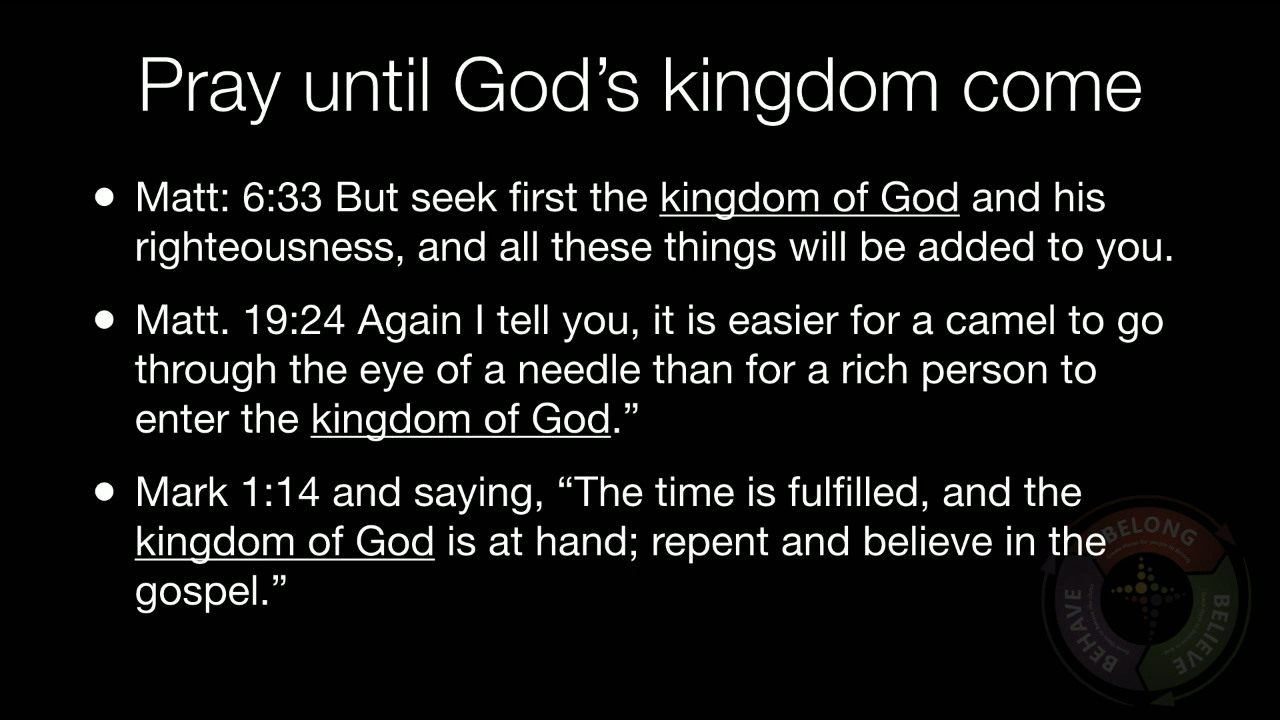 Pray until God’s kingdom come
• Matt: 6:33 But seek first the kingdom of God and his
righteousness, and all these things will be added to you.
• Matt. 19:24 Again I tell you, it is easier for a camel to go
through the eye of a needle than for a rich person to
enter the kingdom of God.”
• Mark 1:14 and saying, “The time is fulfilled, and the
kingdom of God is at hand; repent and believe in the
gospel.”
BELONG
BEHAVE
BELIEVE